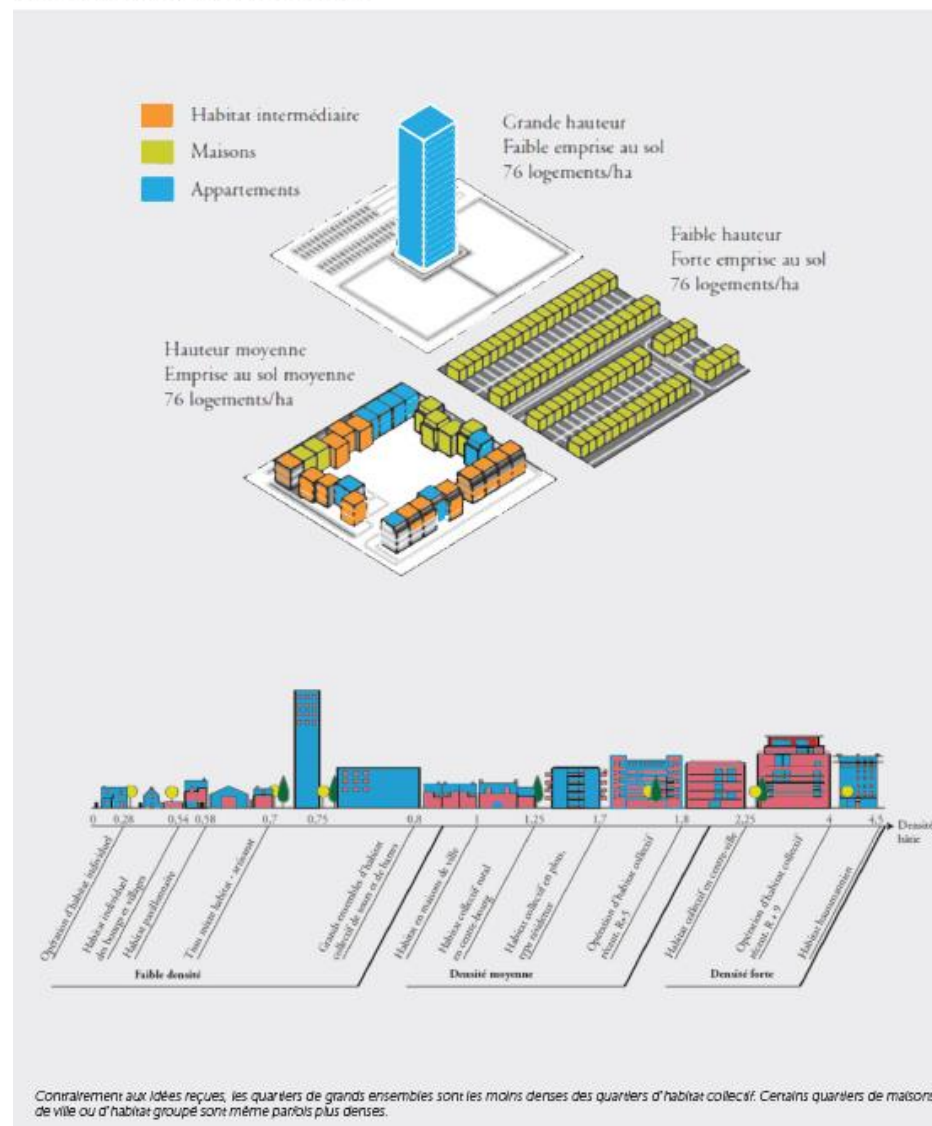 Habitat intermédiaire
Maisons
Appartements
Grande hauteur
Faible emprise au sol
76 logements/ha
Faible hauteur
Forte emprise au sol
76 logements/ha
Hauteur moyenne
Emprise au sol moyenne
76 logements/ha
0 0,28 0,54 0,58 0,7 0,75 0,8 1 1,25 1,7 1,8 2,25 4 4,5
Densité
bâtie
Opération d'habitat individuel
Habitat individuel
des bourgs et villages
Habitat pavillonnaire
Tissu mixte habitat - artisanat
Grands ensembles d'habitat
collectif de tours et de barres
Habitat en maisons de ville
Habitat collectif rural
en centre bourg
Habitat collectif en plots,
type résidence
Opération d'habitat collectif
récent, R+5
Habitat collectif en centre-ville
Opération d'habitat collectif
récent, R + 9
Habitat haussmannien
Faible densité
Densité moyenne
Densité forte
Contrairement aux idées reçues, les quartiers de grands ensembles sont les moins denses des quartiers d'habitat collectif. Certains quartiers de maisons
de ville ou d'habitat groupé sont même parfois plus denses.